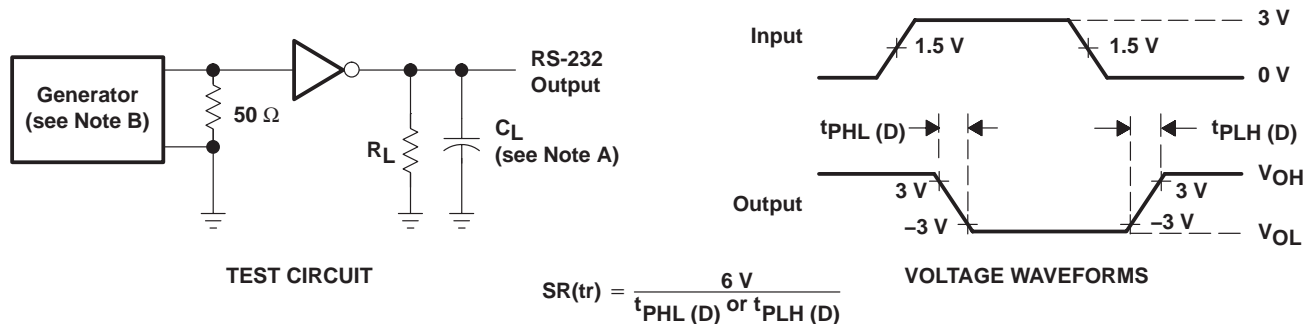 Generator
(see Note B)
50 Ω
RS-232
Output
RL
CL
(see Note A)
TEST CIRCUIT
Input
3 V
1.5 V
1.5 V
0 V
tPHL (D)
tPLH (D)
Output
3 V
3 V
VOH
–3 V
–3 V
VOL
VOLTAGE WAVEFORMS
SR(tr) = 6 V
tPHL (D) or tPLH (D)